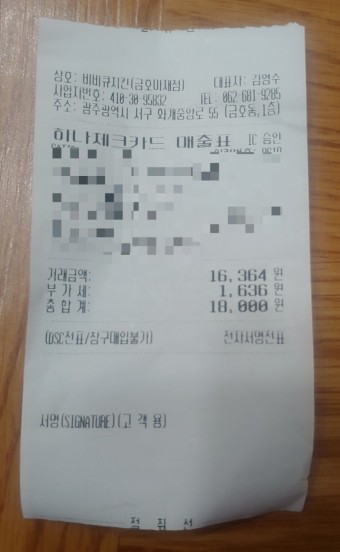 상호: 비비큐치킨(금호미재점) 대표자: 김영수
사업자번호: 410-30-95832 TEL: 062-681-9285
주소: 광주광역시 서구 화개중앙로 55 (금호동,1층)
하나체크카드 매출표 IC 승인
거래금액: 16,364 원
부 가 세: 1,636 원
총 합 계: 18,000 원
(DSC전표/창구매입불가) 전자서명전표
서명(SIGNATURE)(고 객 용)
절 취 선